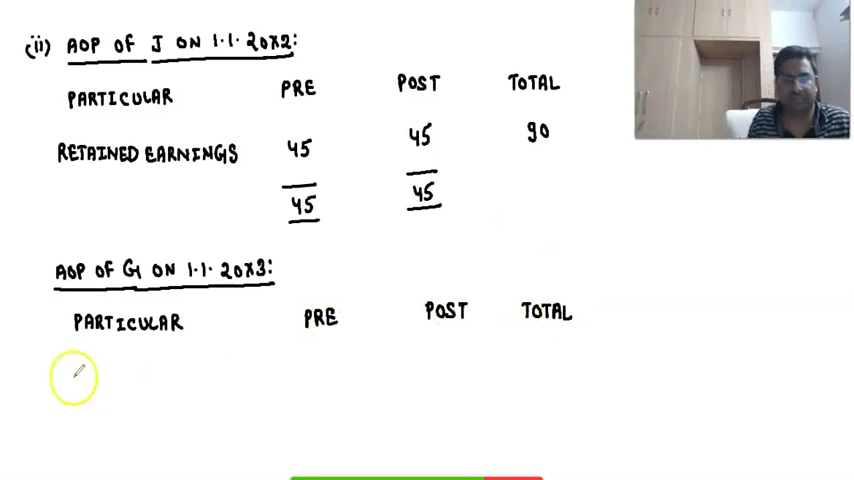 (ii) AOP OF J ON 1.1.20X2:
PARTICULAR PRE POST TOTAL
RETAINED EARNINGS 45 45 90
45 45
AOP OF G ON 1.1.20X3:
PARTICULAR PRE POST TOTAL